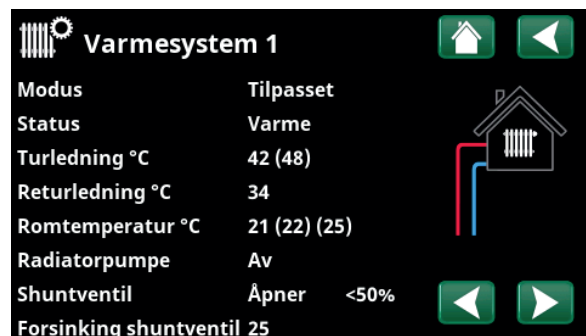 Varmesystem 1
Modus Tilpasset
Status Varme
Turledning °C 42 (48)
Returledning °C 34
Romtemperatur °C 21 (22) (25)
Radiatorpumpe Av
Shuntventil Åpner <50%
Forsinking shuntventil 25